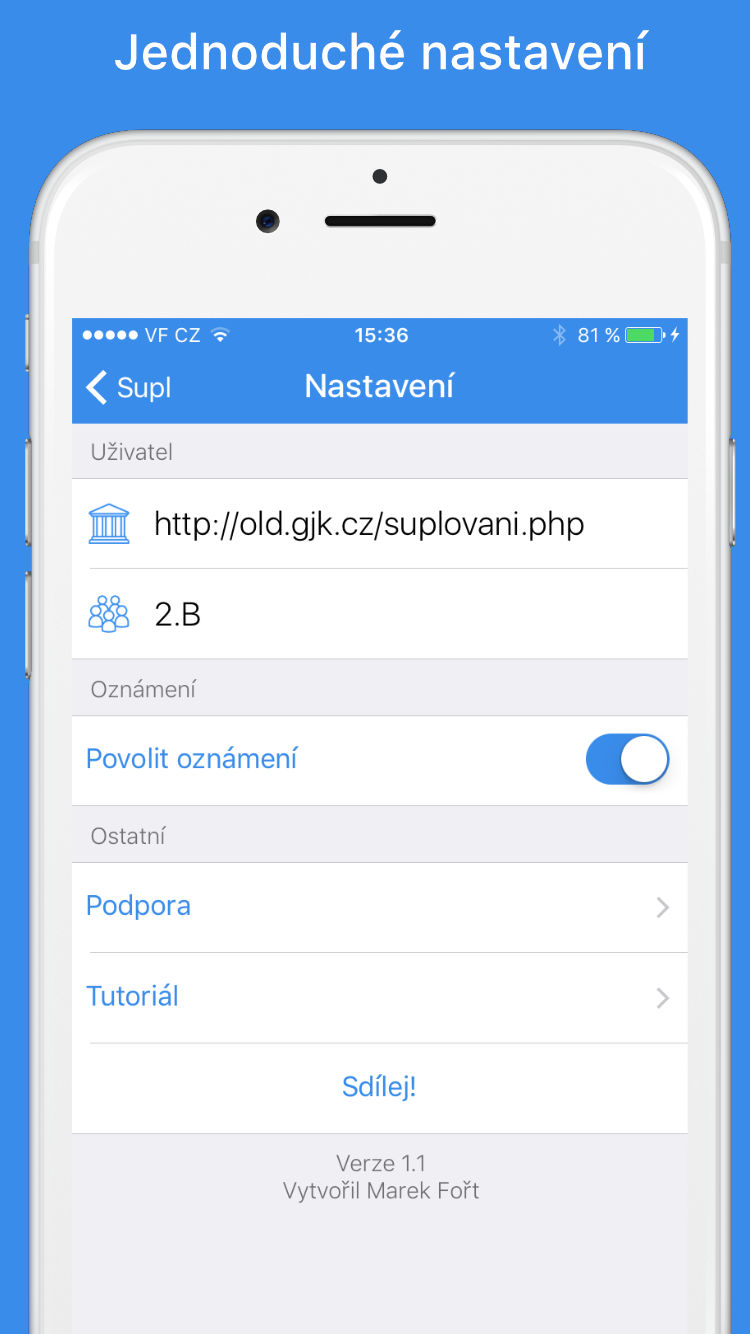 Jednoduché nastavení
VF CZ 15:36 81 %
Supl Nastavení
Uživatel
http://old.gjk.cz/suplovani.php
2.B
Oznámení
Povolit oznámení
Ostatní
Podpora
Tutoriál
Sdílej!
Verze 1.1
Vytvořil Marek Fořt